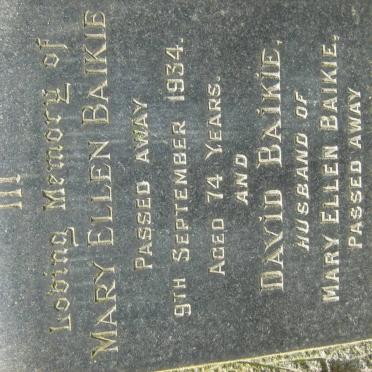 Loving Memory of
MARY ELLEN BAIKIE
PASSED AWAY
9TH SEPTEMBER 1934.
AGED 74 YEARS.
AND
DAVID BAIKIE,
HUSBAND OF
MARY ELLEN BAIKIE,
PASSED AWAY